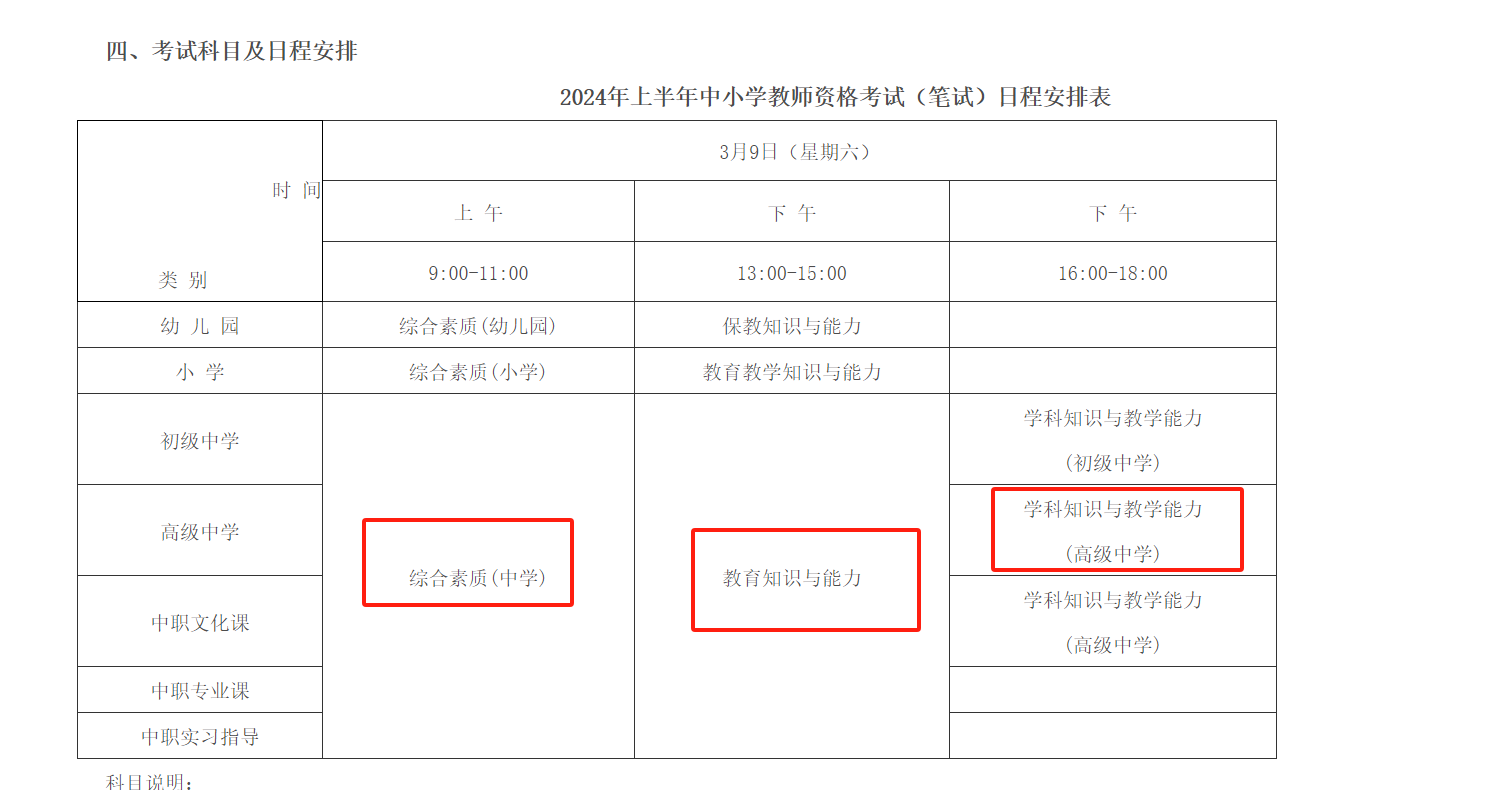 四、考试科目及日程安排
2024年上半年中小学教师资格考试（笔试）日程安排表
3月9日（星期六）
时 间
上 午
下 午
下 午
类 别
9:00-11:00
13:00-15:00
16:00-18:00
幼 儿 园
综合素质(幼儿园)
保教知识与能力
小 学
综合素质(小学)
教育教学知识与能力
初级中学
学科知识与教学能力
(初级中学)
高级中学
学科知识与教学能力
(高级中学)
综合素质(中学)
教育知识与能力
中职文化课
学科知识与教学能力
(高级中学)
中职专业课
中职实习指导
科目说明：